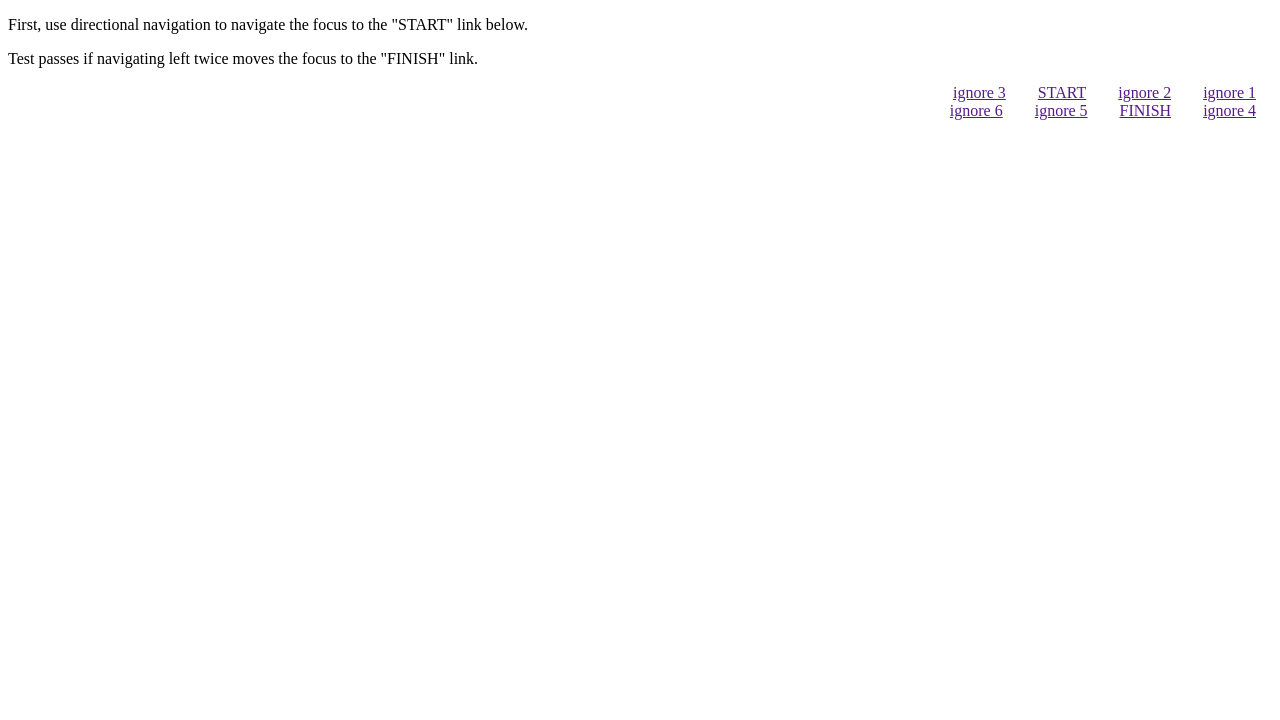 First, use directional navigation to navigate the focus to the "START" link below.
Test passes if navigating left twice moves the focus to the "FINISH" link.
ignore 3 START ignore 2 ignore 1
ignore 6 ignore 5 FINISH ignore 4